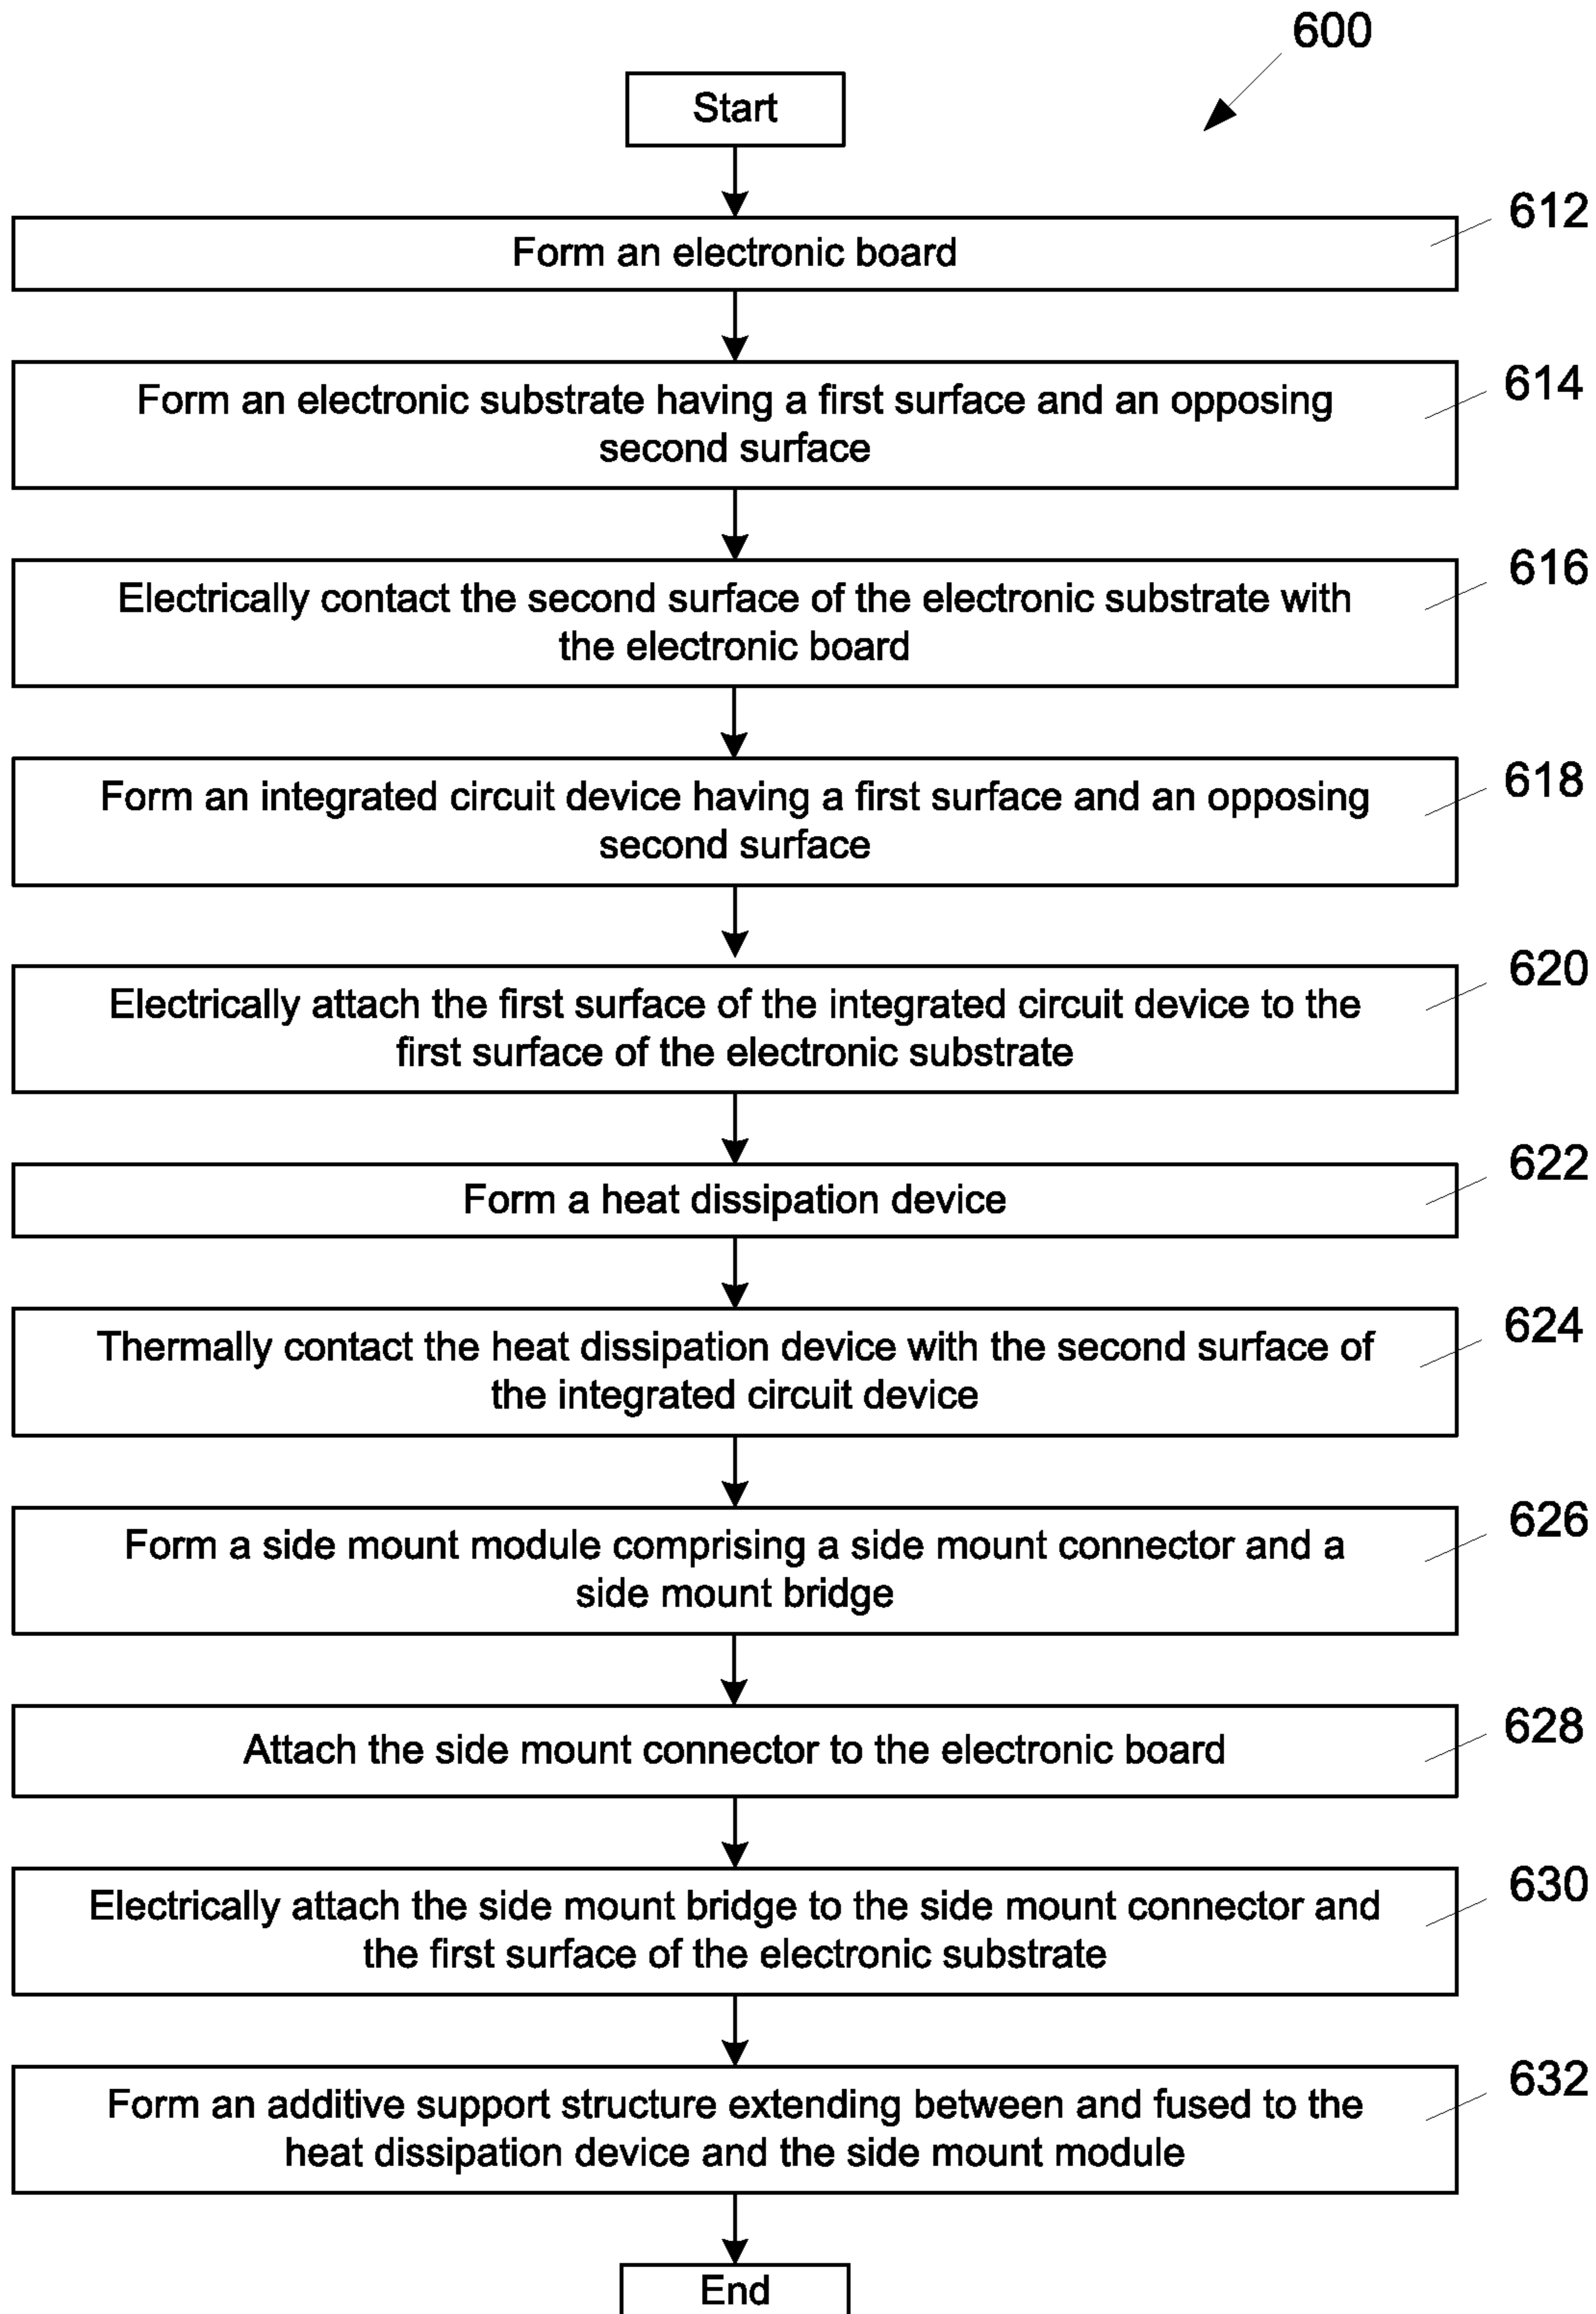 600
Start
612
Form an electronic board
614
Form an electronic substrate having a first surface and an opposing
second surface
616
Electrically contact the second surface of the electronic substrate with
the electronic board
618
Form an integrated circuit device having a first surface and an opposing
second surface
620
Electrically attach the first surface of the integrated circuit device to the
first surface of the electronic substrate
622
Form a heat dissipation device
624
Thermally contact the heat dissipation device with the second surface of
the integrated circuit device
626
Form a side mount module comprising a side mount connector and a
side mount bridge
628
Attach the side mount connector to the electronic board
630
Electrically attach the side mount bridge to the side mount connector and
the first surface of the electronic substrate
632
Form an additive support structure extending between and fused to the
heat dissipation device and the side mount module
End